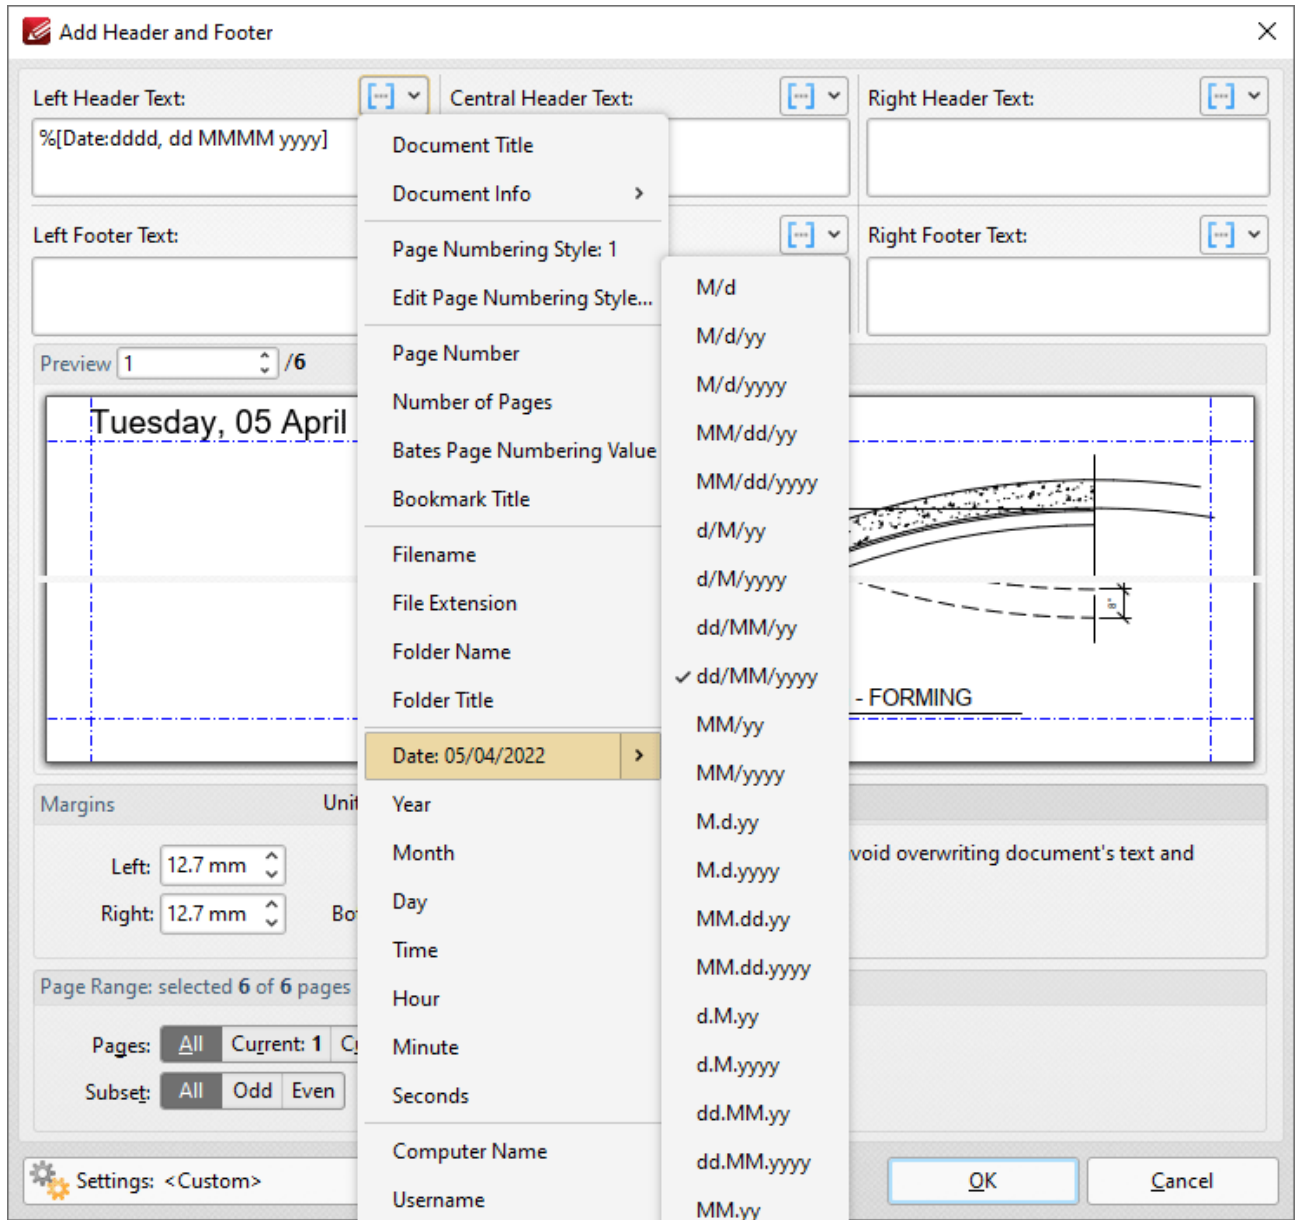 Add Header and Footer
Left Header Text:
Central Header Text:
Right Header Text:
%[Date:dddd, dd MMMM yyyy]
Left Footer Text:
Right Footer Text:
Preview 1 /6
Tuesday, 05 April
8"
- FORMING
Margins
Left: 12.7 mm
Right: 12.7 mm
void overwriting document's text and
Page Range: selected 6 of 6 pages
Pages: All Current: 1
Subset: All Odd Even
Settings: <Custom>
OK
Cancel
Document Title
Document Info
Page Numbering Style: 1
Edit Page Numbering Style...
Page Number
Number of Pages
Bates Page Numbering Value
Bookmark Title
Filename
File Extension
Folder Name
Folder Title
Date: 05/04/2022
Year
Month
Day
Time
Hour
Minute
Seconds
Computer Name
Username
M/d
M/d/yy
M/d/yyyy
MM/dd/yy
MM/dd/yyyy
d/M/yy
d/M/yyyy
dd/MM/yy
dd/MM/yyyy
MM/yy
MM/yyyy
M.d.yy
M.d.yyyy
MM.dd.yy
MM.dd.yyyy
d.M.yy
d.M.yyyy
dd.MM.yy
dd.MM.yyyy
MM.yy